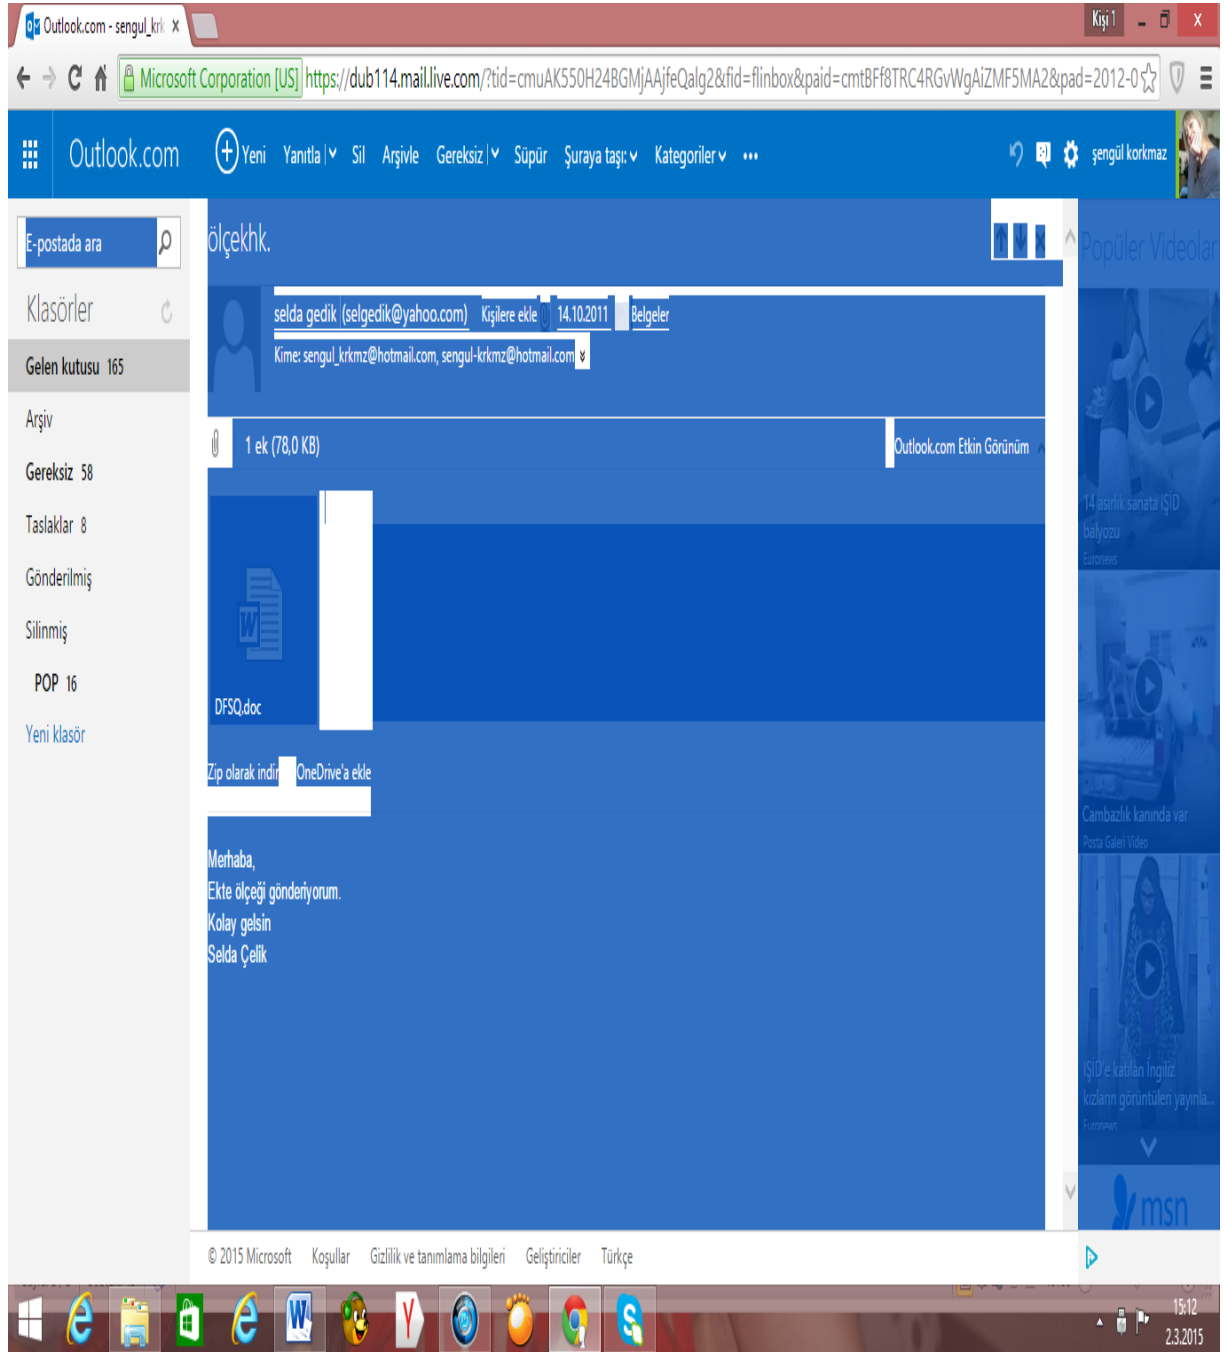 Outlook.com - sengul_krk
Kişi 1
Microsoft Corporation [US] https://dub114.mail.live.com/?tid=cmuAK550H24BGMjAAjfeQalg2&fid=flinbox&paid=cmtBFf8TRC4RGvWgAiZMF5MA2&pad=2012-0
Outlook.com
Yeni Yanıtla Sil Arşivle Gereksiz Süpür Şuraya taşı: Kategoriler
şengül korkmaz
E-postada ara
Klasörler
Gelen kutusu 165
Arşiv
Gereksiz 58
Taslaklar 8
Gönderilmiş
Silinmiş
POP 16
Yeni klasör
ölçekhk.
selda gedik (selgedik@yahoo.com) Kişilere ekle 14.10.2011 Belgeler
Kime: sengul_krkmz@hotmail.com, sengul-krkmz@hotmail.com
1 ek (78,0 KB)
Outlook.com Etkin Görünüm
W
DFSQ.doc
Zip olarak indir OneDrive'a ekle
Merhaba,
Ekte ölçeği gönderiyorum.
Kolay gelsin
Selda Çelik
Popüler Videolar
14 asırlık sanata IŞİD
balyozu
Euronews
Cambazlık kanında var
Posta Galeri Video
IŞİD'e katılan İngiliz
kızların görüntüleri yayınla...
Euronews
msn
© 2015 Microsoft Koşullar Gizlilik ve tanımlama bilgileri Geliştiriciler Türkçe
15:12
2.3.2015